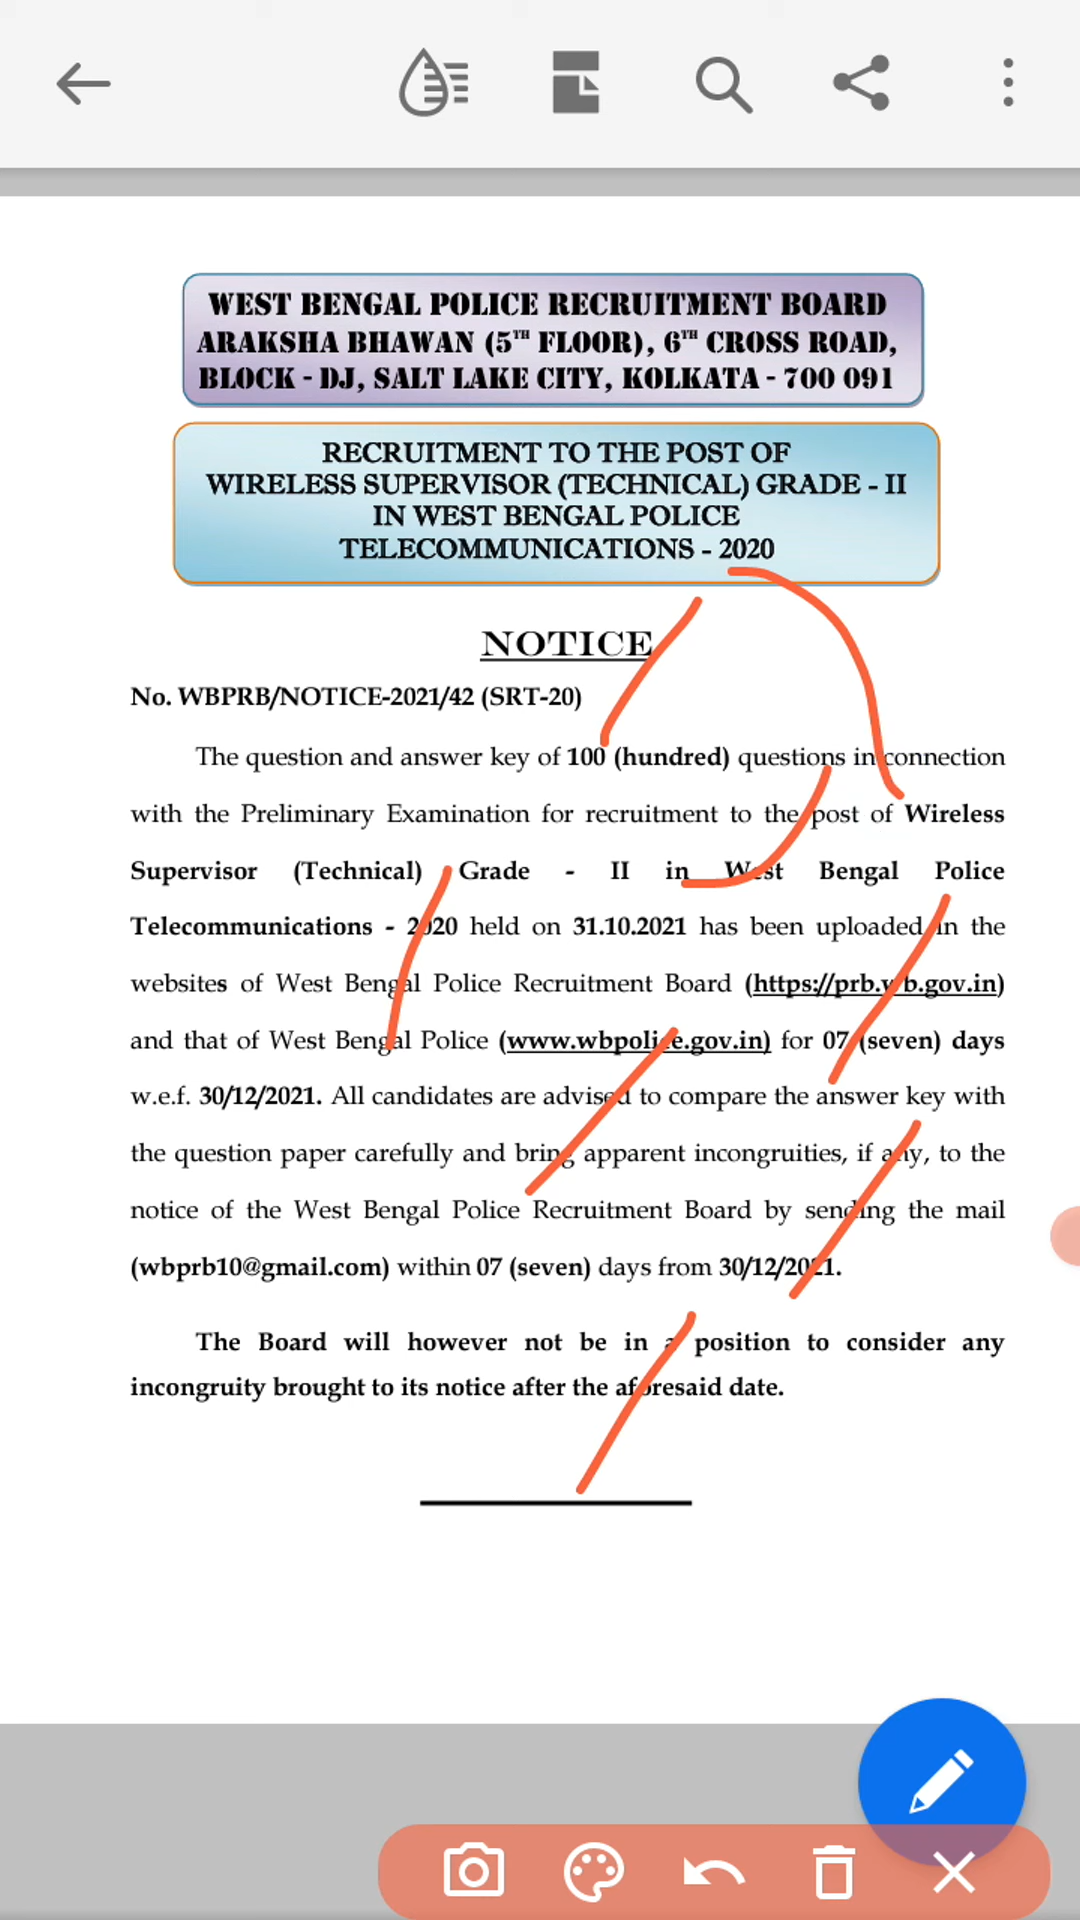 WEST BENGAL POLICE RECRUITMENT BOARD
ARAKSHA BHAWAN (5TH FLOOR), 6TH CROSS ROAD,
BLOCK - DJ, SALT LAKE CITY, KOLKATA - 700 091
RECRUITMENT TO THE POST OF
WIRELESS SUPERVISOR (TECHNICAL) GRADE - II
IN WEST BENGAL POLICE
TELECOMMUNICATIONS - 2020
NOTICE
No. WBPRB/NOTICE-2021/42 (SRT-20)
The question and answer key of 100 (hundred) questions in connection
with the Preliminary Examination for recruitment to the post of Wireless
Supervisor (Technical) Grade - II in West Bengal Police
Telecommunications - 2020 held on 31.10.2021 has been uploaded in the
websites of West Bengal Police Recruitment Board (https://prb.wb.gov.in)
and that of West Bengal Police (www.wbpolice.gov.in) for 07 (seven) days
w.e.f. 30/12/2021. All candidates are advised to compare the answer key with
the question paper carefully and bring apparent incongruities, if any, to the
notice of the West Bengal Police Recruitment Board by sending the mail
(wbprb10@gmail.com) within 07 (seven) days from 30/12/2021.
The Board will however not be in a position to consider any
incongruity brought to its notice after the aforesaid date.